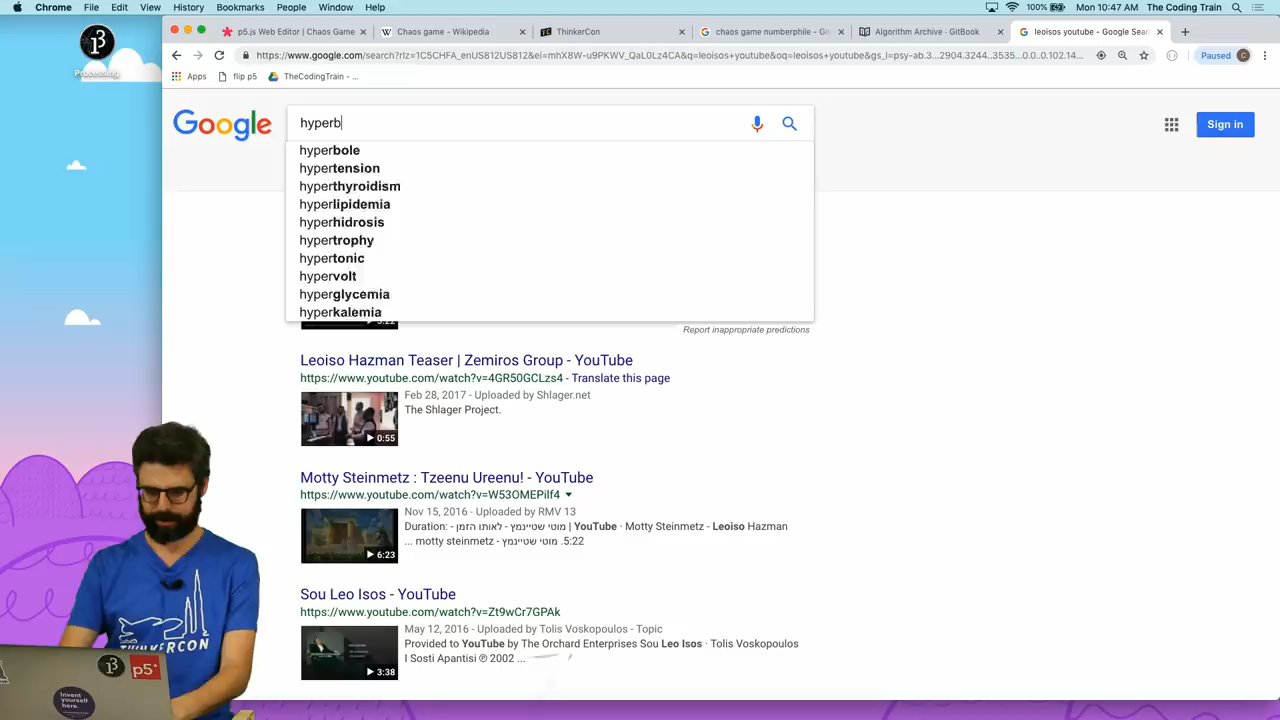 Chrome File Edit View History Bookmarks People Window Help
100% Mon 10:47 AM The Coding Train
Processing
p5.js Web Editor | Chaos Game
Chaos game - Wikipedia
ThinkerCon
chaos game numberphile - Go
Algorithm Archive · GitBook
leoisos youtube - Google Sear
https://www.google.com/search?rlz=1C5CHFA_enUS812US812&ei=mhX8W-u9PKWV_QaL0Lz4CA&q=leoisos+youtube&oq=leoisos+youtube&gs_l=psy-ab.3...2904.3244..3535...0.0..0.102.14...
Paused C
Apps flip p5 TheCodingTrain - ...
Google
hyperb
Sign in
hyperbole
hypertension
hyperthyroidism
hyperlipidemia
hyperhidrosis
hypertrophy
hypertonic
hypervolt
hyperglycemia
hyperkalemia
Report inappropriate predictions
Leoiso Hazman Teaser | Zemiros Group - YouTube
https://www.youtube.com/watch?v=4GR50GCLzs4 - Translate this page
Feb 28, 2017 - Uploaded by Shlager.net
The Shlager Project.
0:55
Motty Steinmetz : Tzeenu Ureenu! - YouTube
https://www.youtube.com/watch?v=W53OMEPilf4
Nov 15, 2016 - Uploaded by RMV 13
Duration: - מוטי שטיינמץ - לאותו הזמן | YouTube · Motty Steinmetz - Leoiso Hazman
... motty steinmetz - מוטי שטיינמץ .5:22
6:23
Sou Leo Isos - YouTube
https://www.youtube.com/watch?v=Zt9wCr7GPAk
May 12, 2016 - Uploaded by Tolis Voskopoulos - Topic
Provided to YouTube by The Orchard Enterprises Sou Leo Isos · Tolis Voskopoulos
I Sosti Apantisi ℗ 2002 ...
3:38
THINKERCON
p5*
Invent
yourself
here.